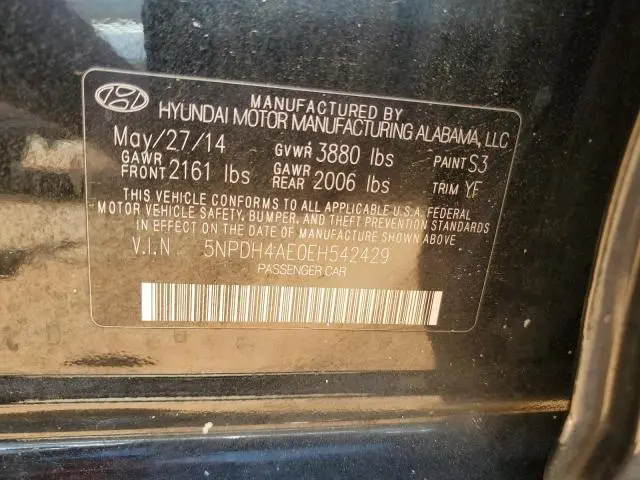 MANUFACTURED BY
HYUNDAI MOTOR MANUFACTURING ALABAMA, LLC
May/27/14 GVWR 3880 lbs PAINT S3
GAWR FRONT 2161 lbs GAWR REAR 2006 lbs TRIM YF
THIS VEHICLE CONFORMS TO ALL APPLICABLE U.S.A. FEDERAL
MOTOR VEHICLE SAFETY, BUMPER, AND THEFT PREVENTION STANDARDS
IN EFFECT ON THE DATE OF MANUFACTURE SHOWN ABOVE
V.I.N 5NPDH4AE0EH542429
PASSENGER CAR